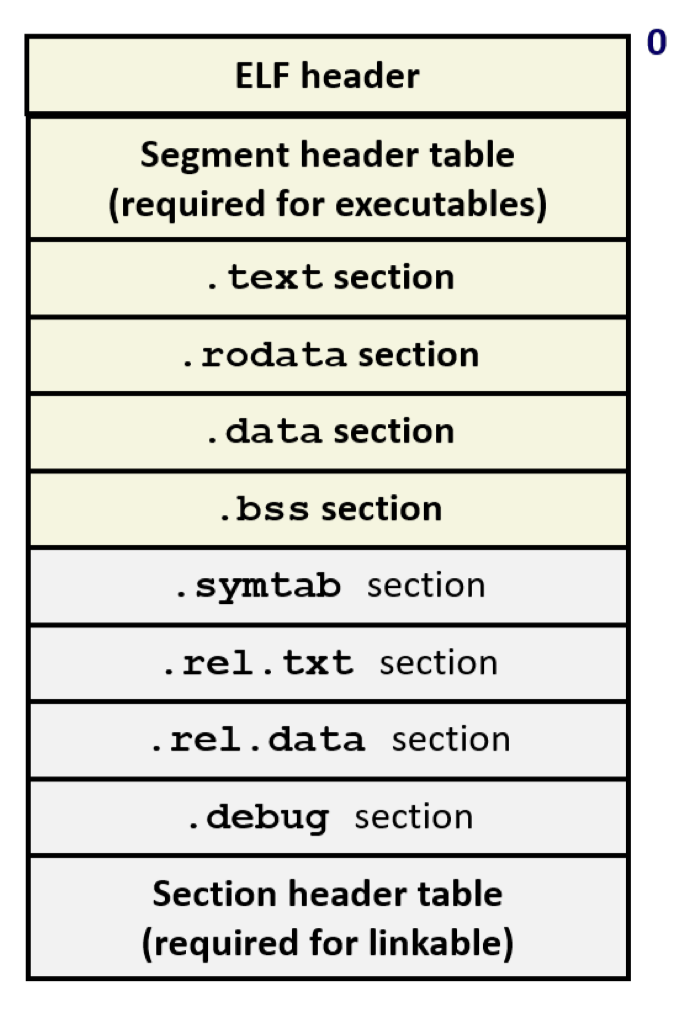 0
ELF header
Segment header table
(required for executables)
.text section
.rodata section
.data section
.bss section
.symtab section
.rel.txt section
.rel.data section
.debug section
Section header table
(required for linkable)